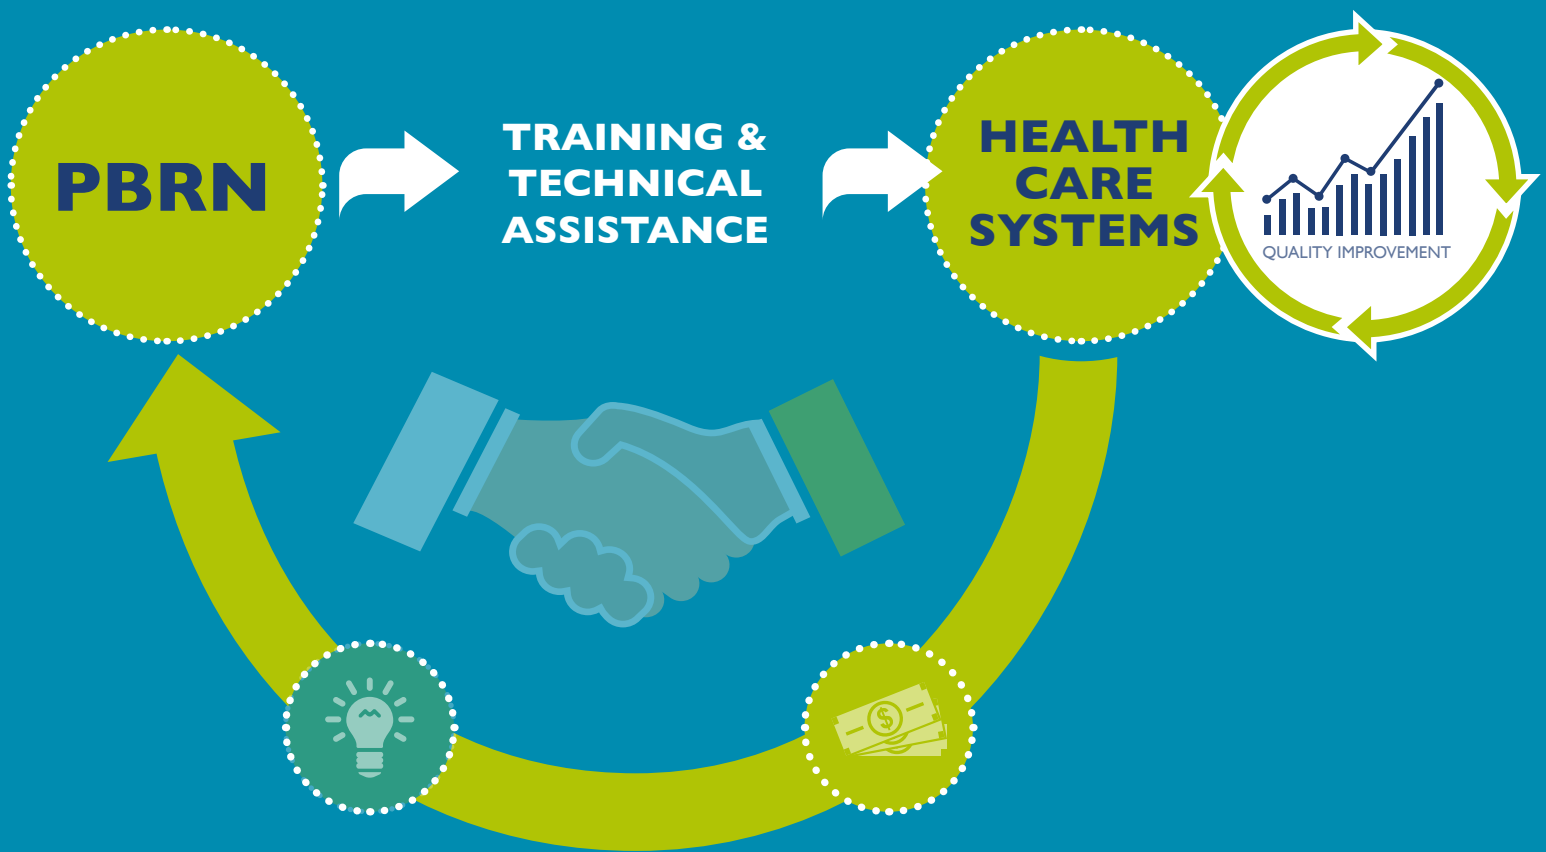 PBRN
TRAINING &
TECHNICAL
ASSISTANCE
HEALTH
CARE
SYSTEMS
QUALITY IMPROVEMENT
$